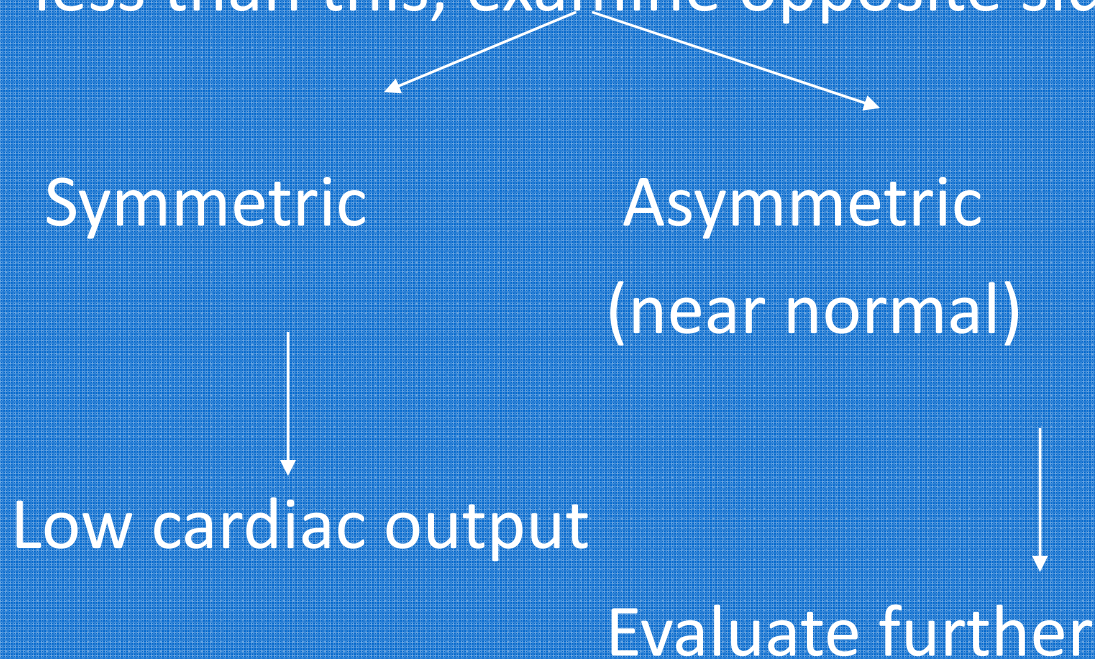 less than this, examine opposite
Symmetric
Asymmetric
(near normal)
Low cardiac output
Evaluate further